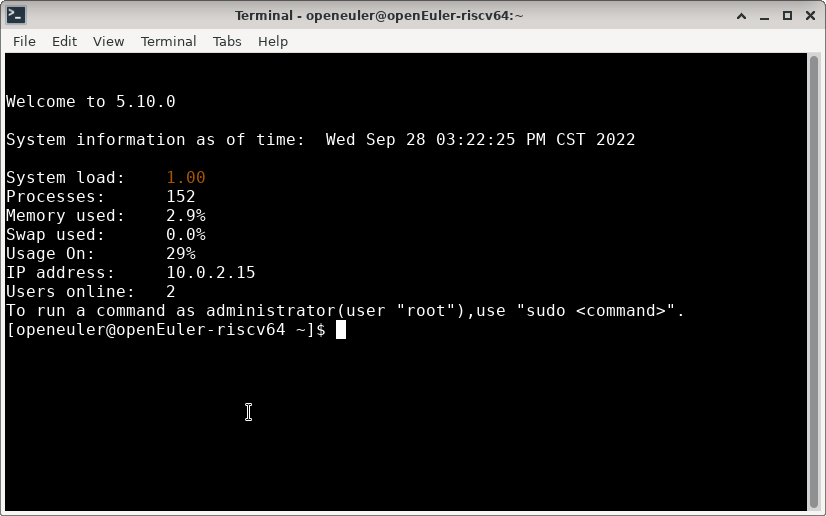 Terminal - openeuler@openEuler-riscv64:~
File Edit View Terminal Tabs Help
Welcome to 5.10.0
System information as of time:  Wed Sep 28 03:22:25 PM CST 2022
System load:    1.00
Processes:      152
Memory used:    2.9%
Swap used:      0.0%
Usage On:       29%
IP address:     10.0.2.15
Users online:   2
To run a command as administrator(user "root"),use "sudo <command>".
[openeuler@openEuler-riscv64 ~]$